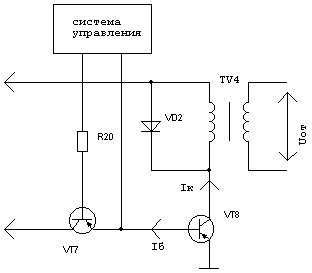 система
управления
TV4
VD2
R20
Uот
Iк
VT8
Iб
VT7